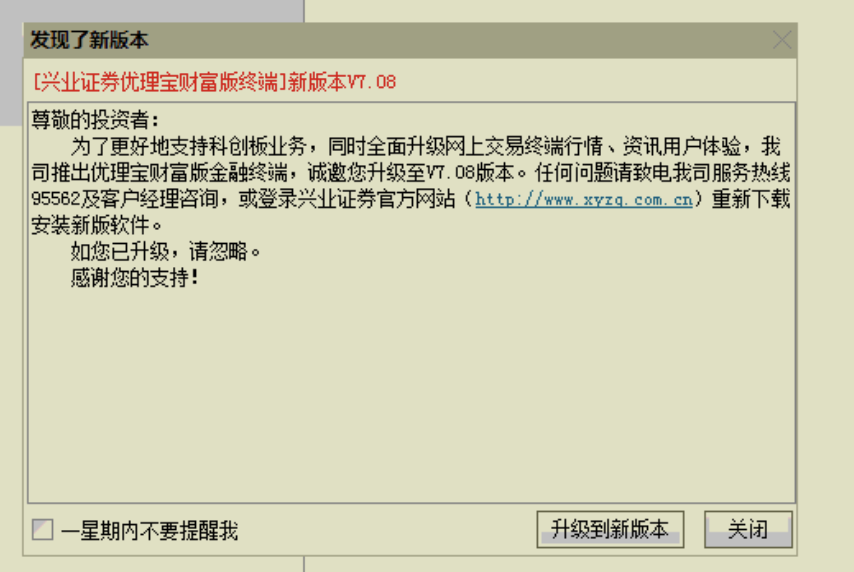 发现了新版本
[兴业证券优理宝财富版终端]新版本V7.08
尊敬的投资者：
为了更好地支持科创板业务，同时全面升级网上交易终端行情、资讯用户体验，我
司推出优理宝财富版金融终端，诚邀您升级至V7.08版本。任何问题请致电我司服务热线
95562及客户经理咨询，或登录兴业证券官方网站（http://www.xyzq.com.cn）重新下载
安装新版软件。
如您已升级，请忽略。
感谢您的支持！
一星期内不要提醒我
升级到新版本
关闭